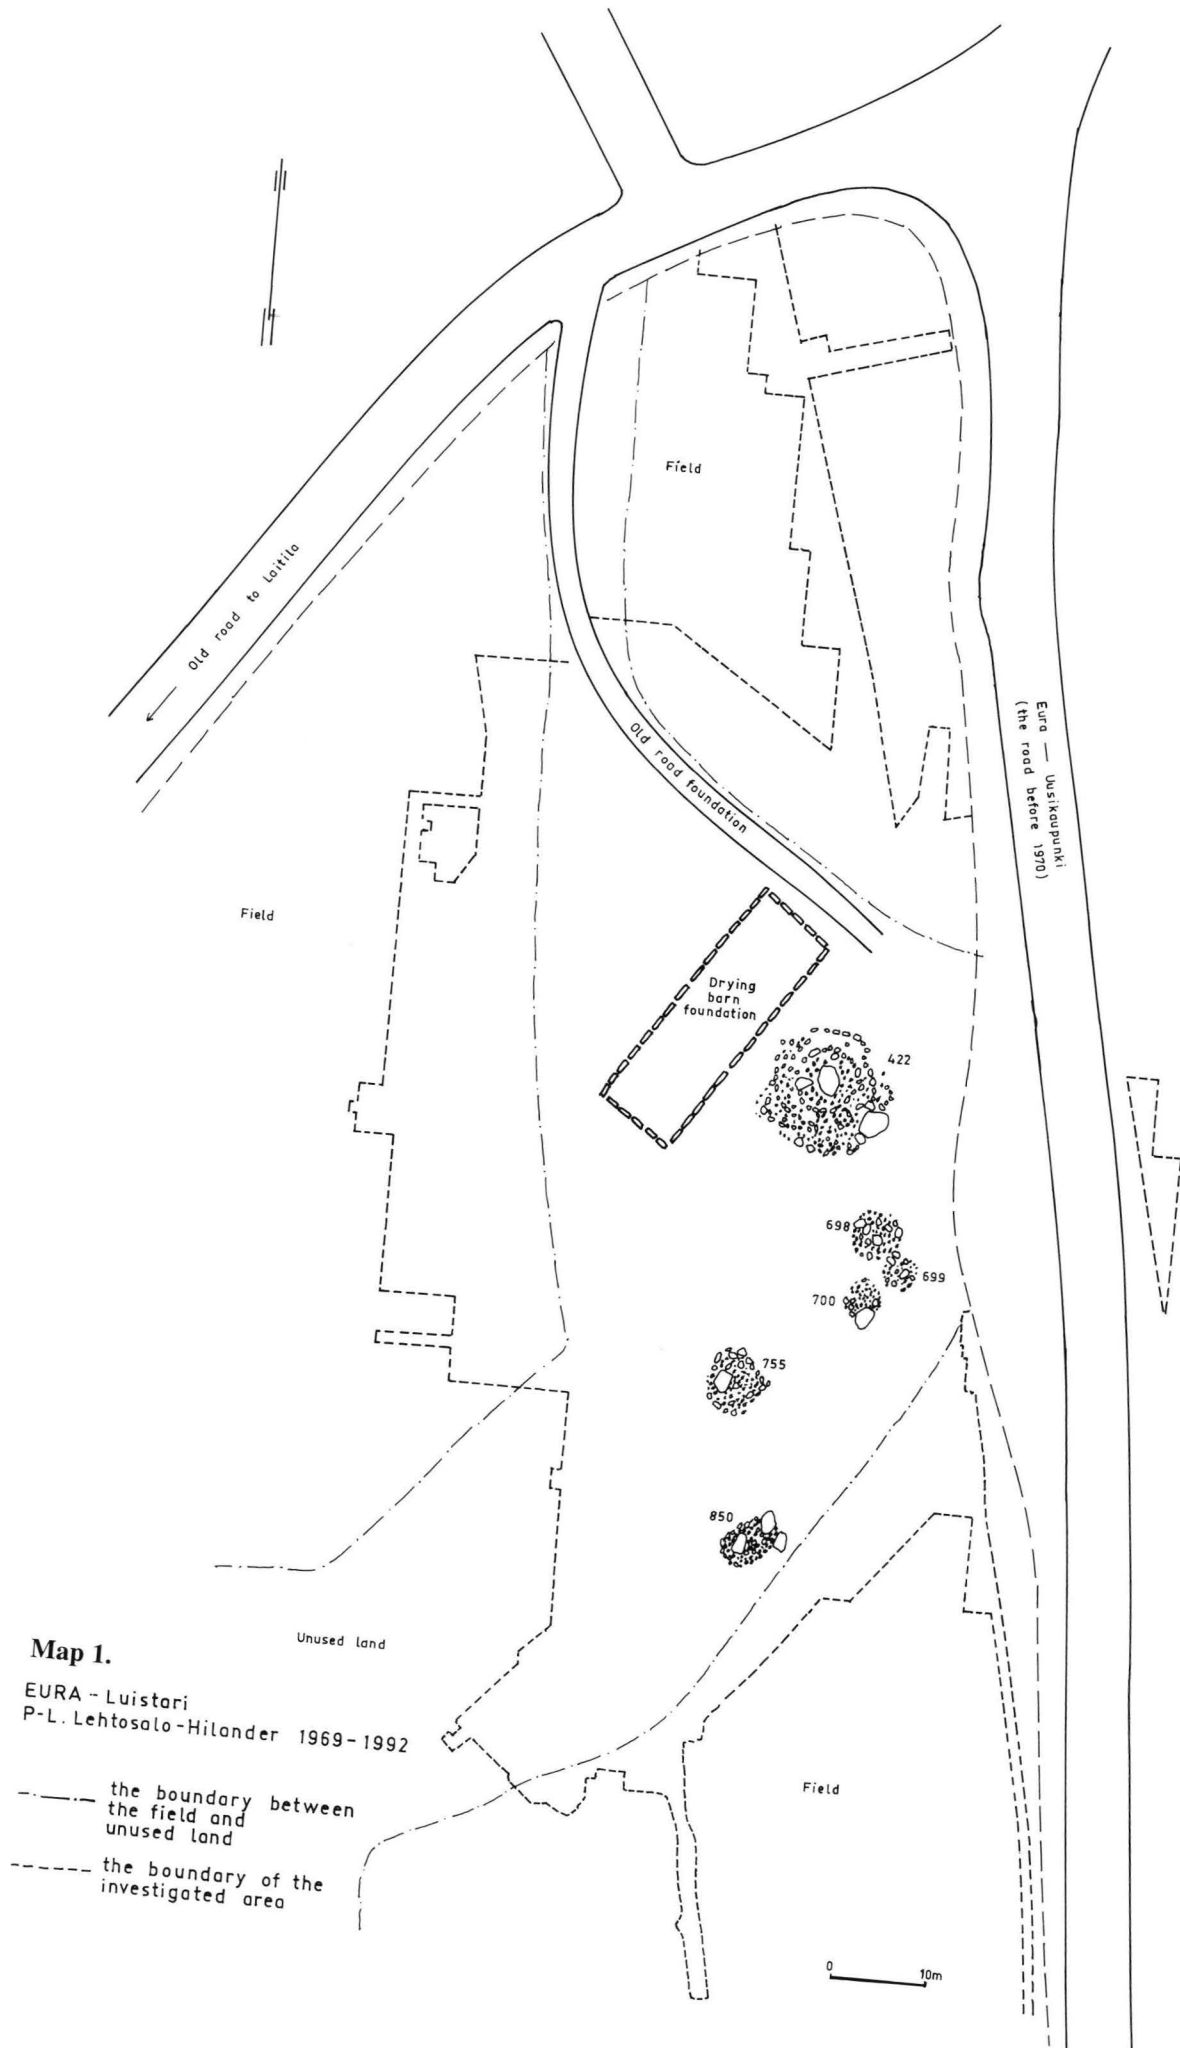 Field
Old road to Laitila
Old road foundation
Eura — Uusikaupunki
(the road before 1970)
Field
Drying
barn
foundation
422
698
699
700
755
850
Unused land
Map 1.
EURA - Luistari
P-L. Lehtosalo-Hilander 1969-1992
the boundary between
the field and
unused land
the boundary of the
investigated area
Field
0 10m